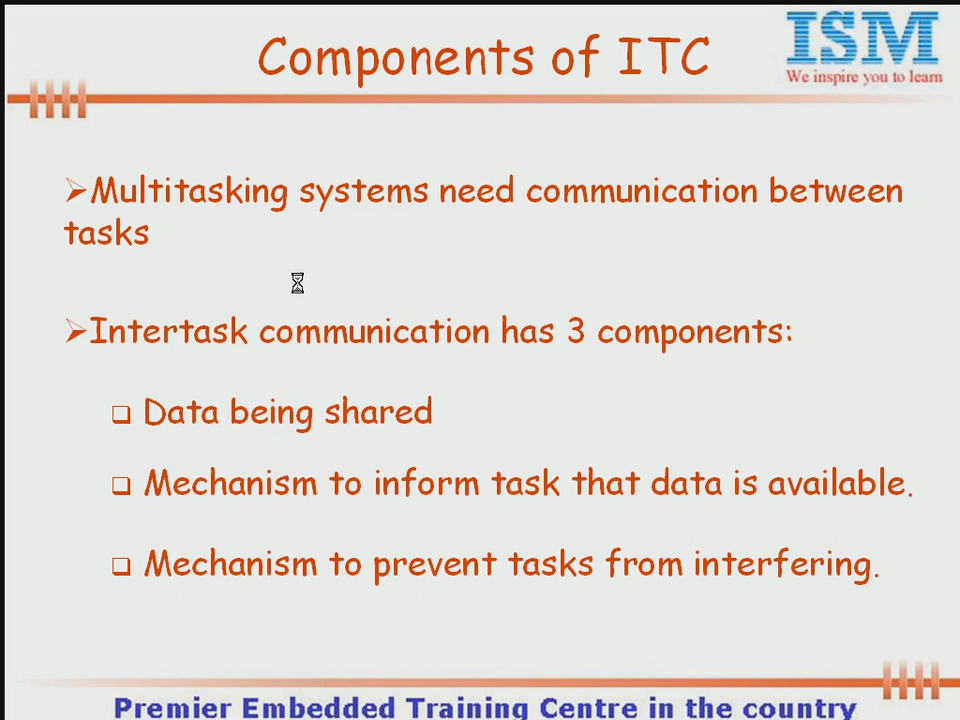 Components of ITC
ISM
We inspire you to learn
Multitasking systems need communication between
tasks
Intertask communication has 3 components:
Data being shared
Mechanism to inform task that data is available.
Mechanism to prevent tasks from interfering.
Premier Embedded Training Centre in the country